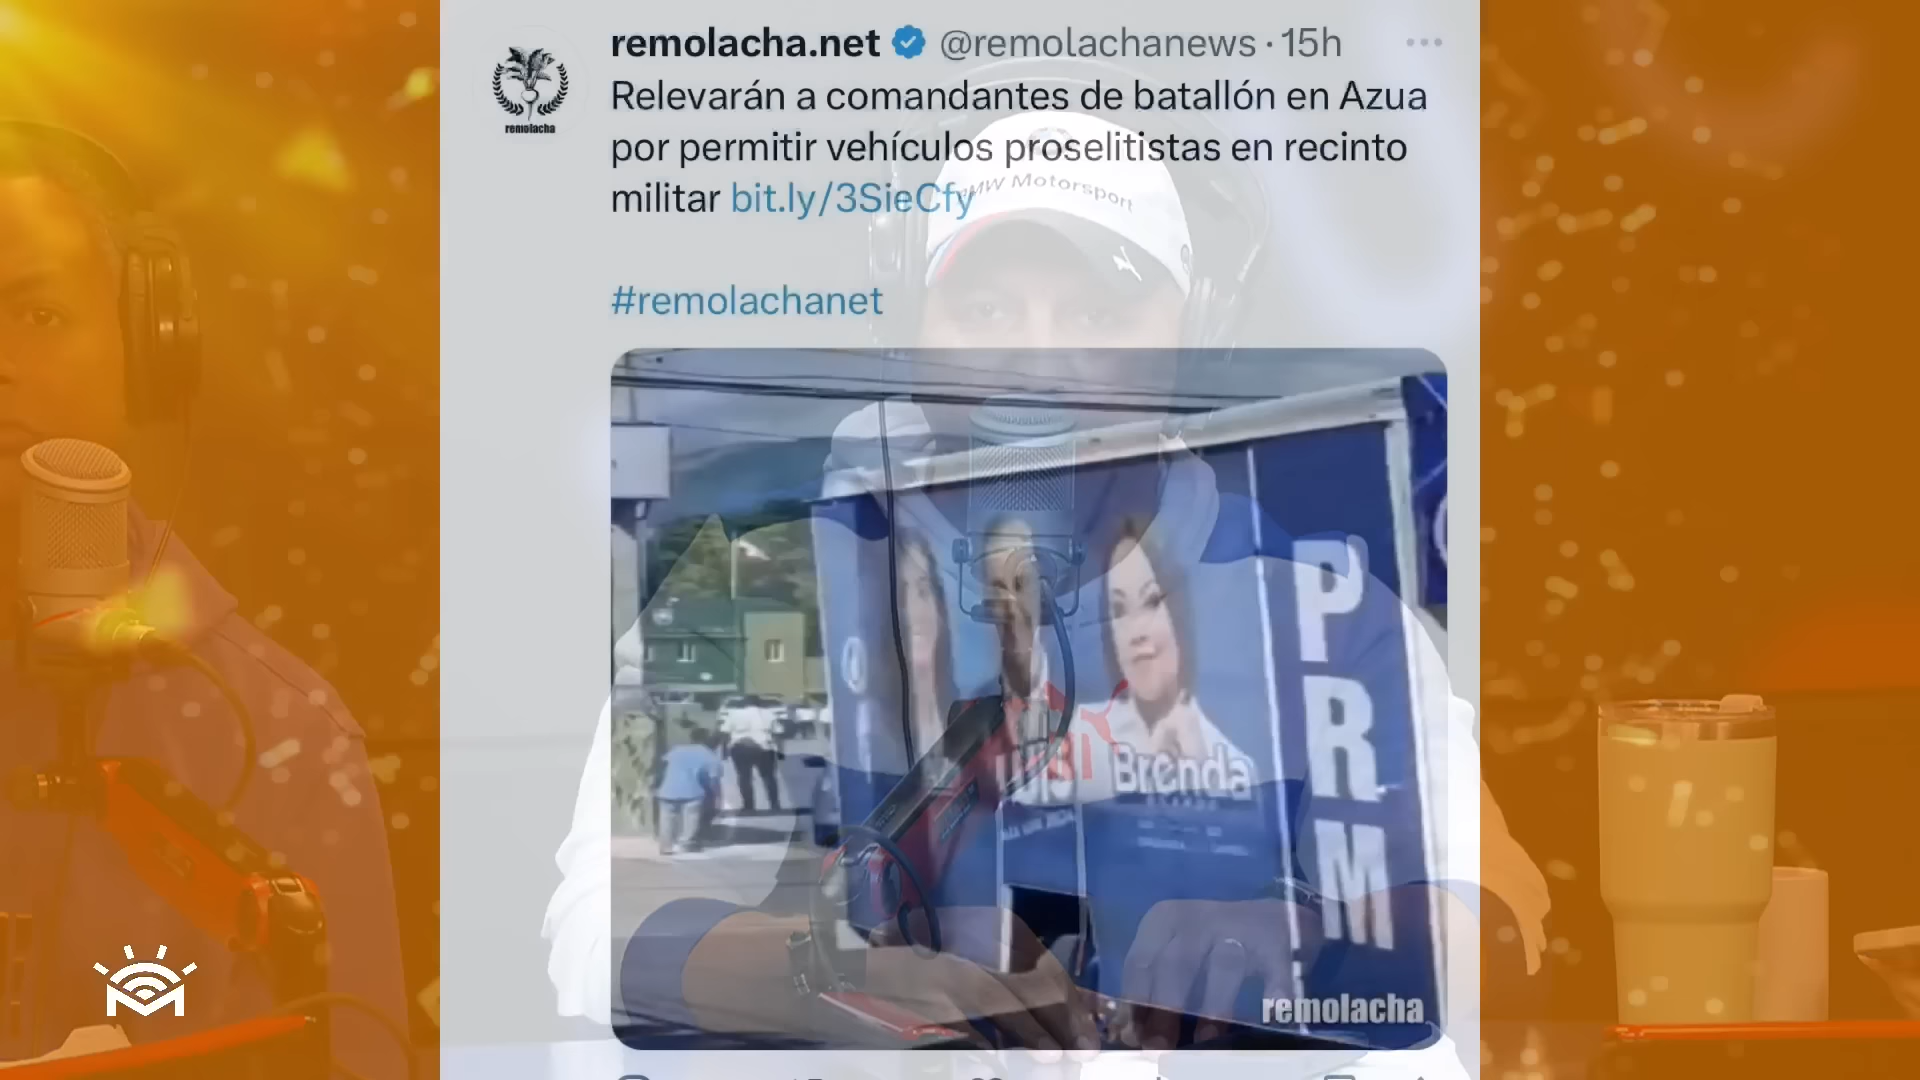 remolacha.net @remolachanews · 15h
remolacha
Relevarán a comandantes de batallón en Azua
por permitir vehículos proselitistas en recinto
militar bit.ly/3SieCfy
MW Motorsport
#remolachanet
PRM
Brenda
remolacha